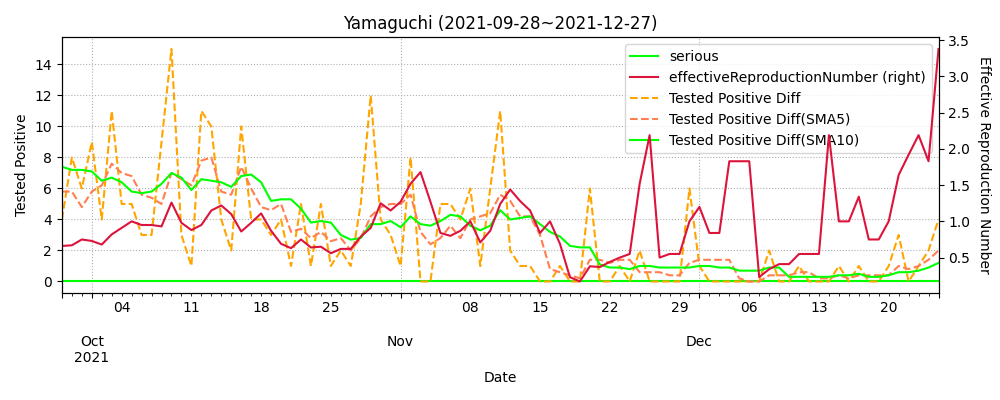 Yamaguchi (2021-09-28~2021-12-27)
serious
effectiveReproductionNumber (right)
Tested Positive Diff
Tested Positive Diff(SMA5)
Tested Positive Diff(SMA10)
Tested Positive
14
12
10
8
6
4
2
0
Effective Reproduction Number
3.5
3.0
2.5
2.0
1.5
1.0
0.5
04 11 18 25 08 15 22 29 06 13 20
Oct Nov Dec
2021
Date